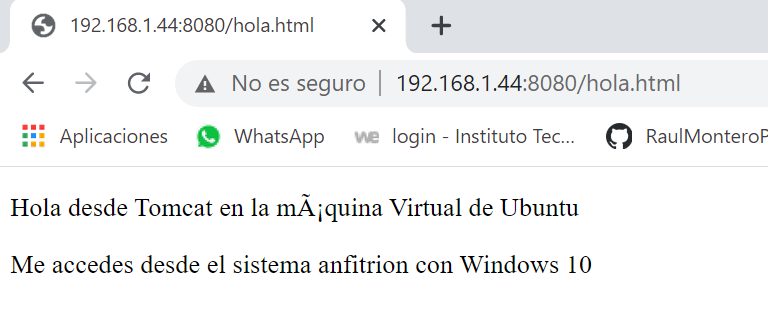 192.168.1.44:8080/hola.html
No es seguro | 192.168.1.44:8080/hola.html
Aplicaciones WhatsApp we login - Instituto Tec... RaulMonteroP
Hola desde Tomcat en la mÃ¡quina Virtual de Ubuntu
Me accedes desde el sistema anfitrion con Windows 10